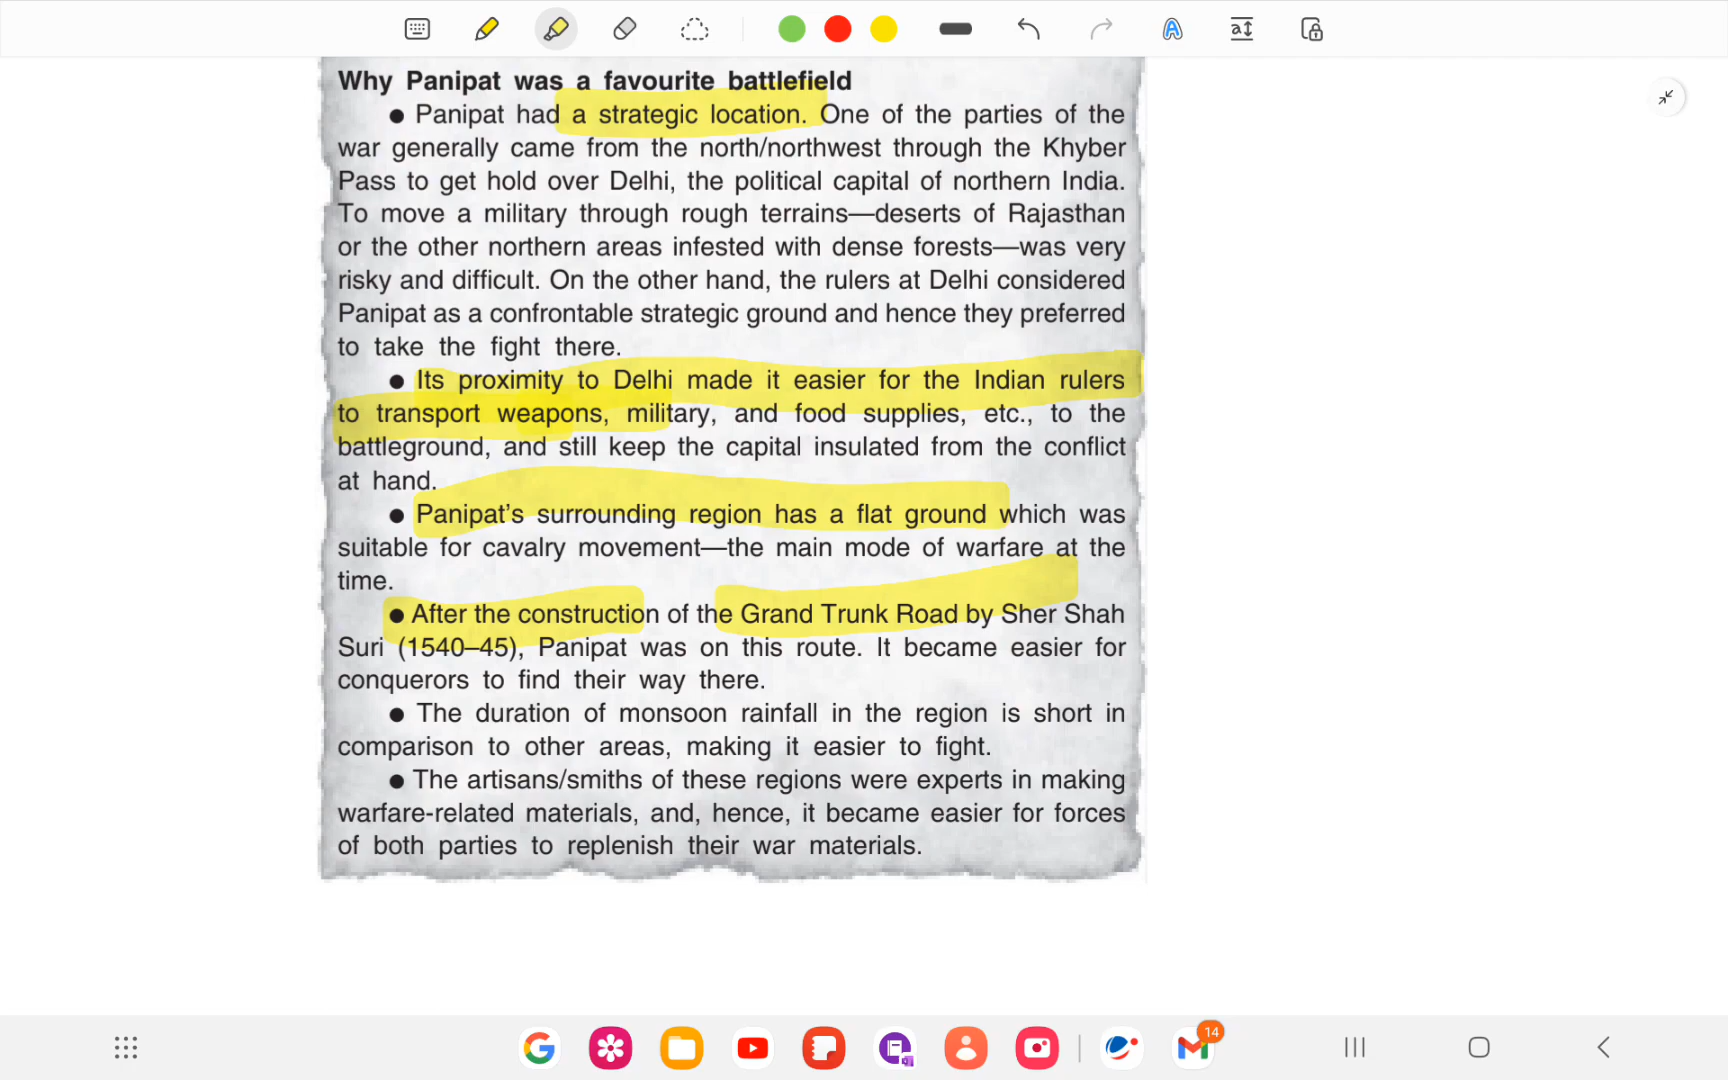 Why Panipat was a favourite battlefield
● Panipat had a strategic location. One of the parties of the
war generally came from the north/northwest through the Khyber
Pass to get hold over Delhi, the political capital of northern India.
To move a military through rough terrains—deserts of Rajasthan
or the other northern areas infested with dense forests—was very
risky and difficult. On the other hand, the rulers at Delhi considered
Panipat as a confrontable strategic ground and hence they preferred
to take the fight there.
● Its proximity to Delhi made it easier for the Indian rulers
to transport weapons, military, and food supplies, etc., to the
battleground, and still keep the capital insulated from the conflict
at hand.
● Panipat's surrounding region has a flat ground which was
suitable for cavalry movement—the main mode of warfare at the
time.
● After the construction of the Grand Trunk Road by Sher Shah
Suri (1540–45), Panipat was on this route. It became easier for
conquerors to find their way there.
● The duration of monsoon rainfall in the region is short in
comparison to other areas, making it easier to fight.
● The artisans/smiths of these regions were experts in making
warfare-related materials, and, hence, it became easier for forces
of both parties to replenish their war materials.
14